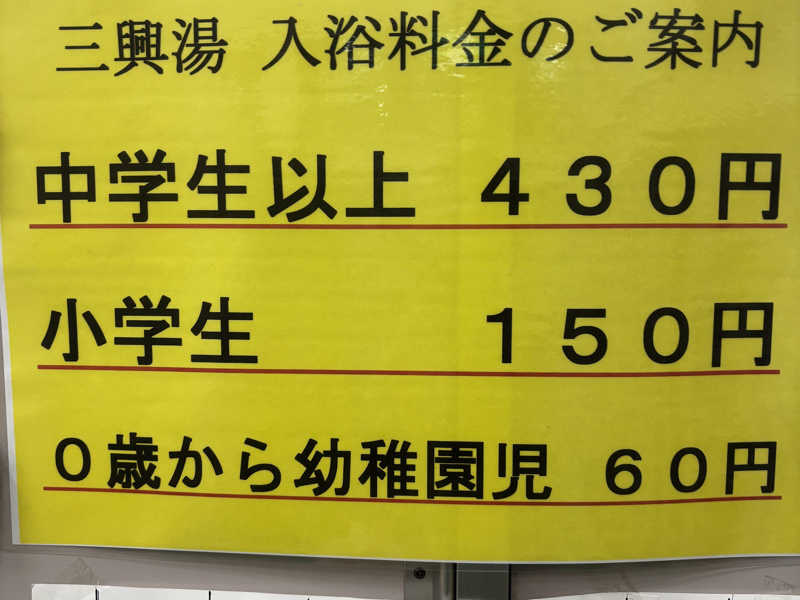 三興湯 入浴料金のご案内
中学生以上 430円
小学生 150円
0歳から幼稚園児 60円